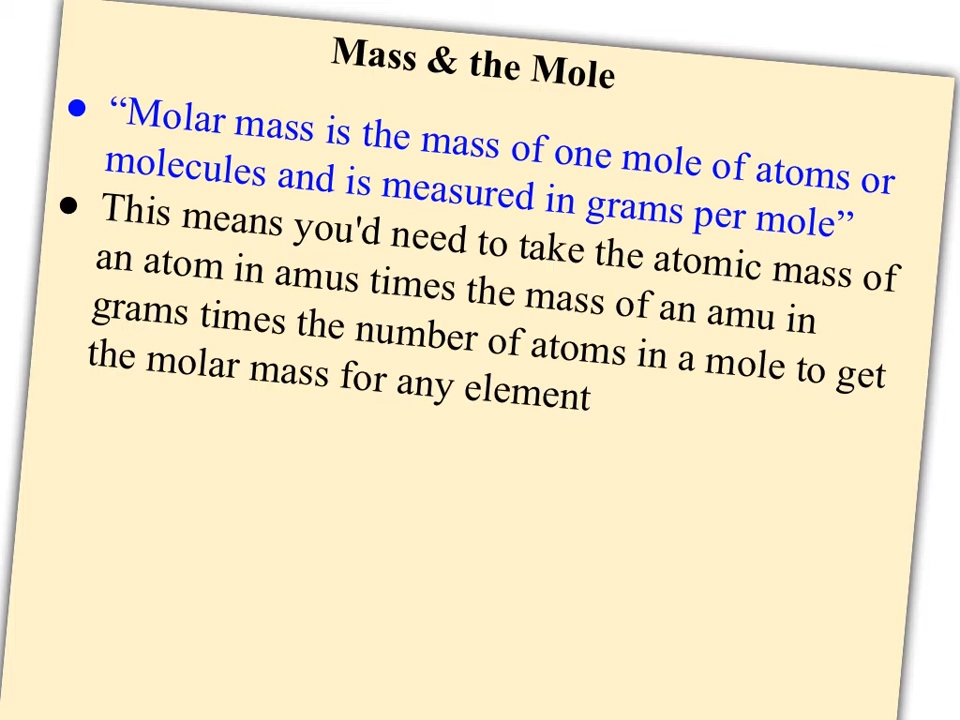 Mass & the Mole
● “Molar mass is the mass of one mole of atoms or
molecules and is measured in grams per mole”
● This means you'd need to take the atomic mass of
an atom in amus times the mass of an amu in
grams times the number of atoms in a mole to get
the molar mass for any element